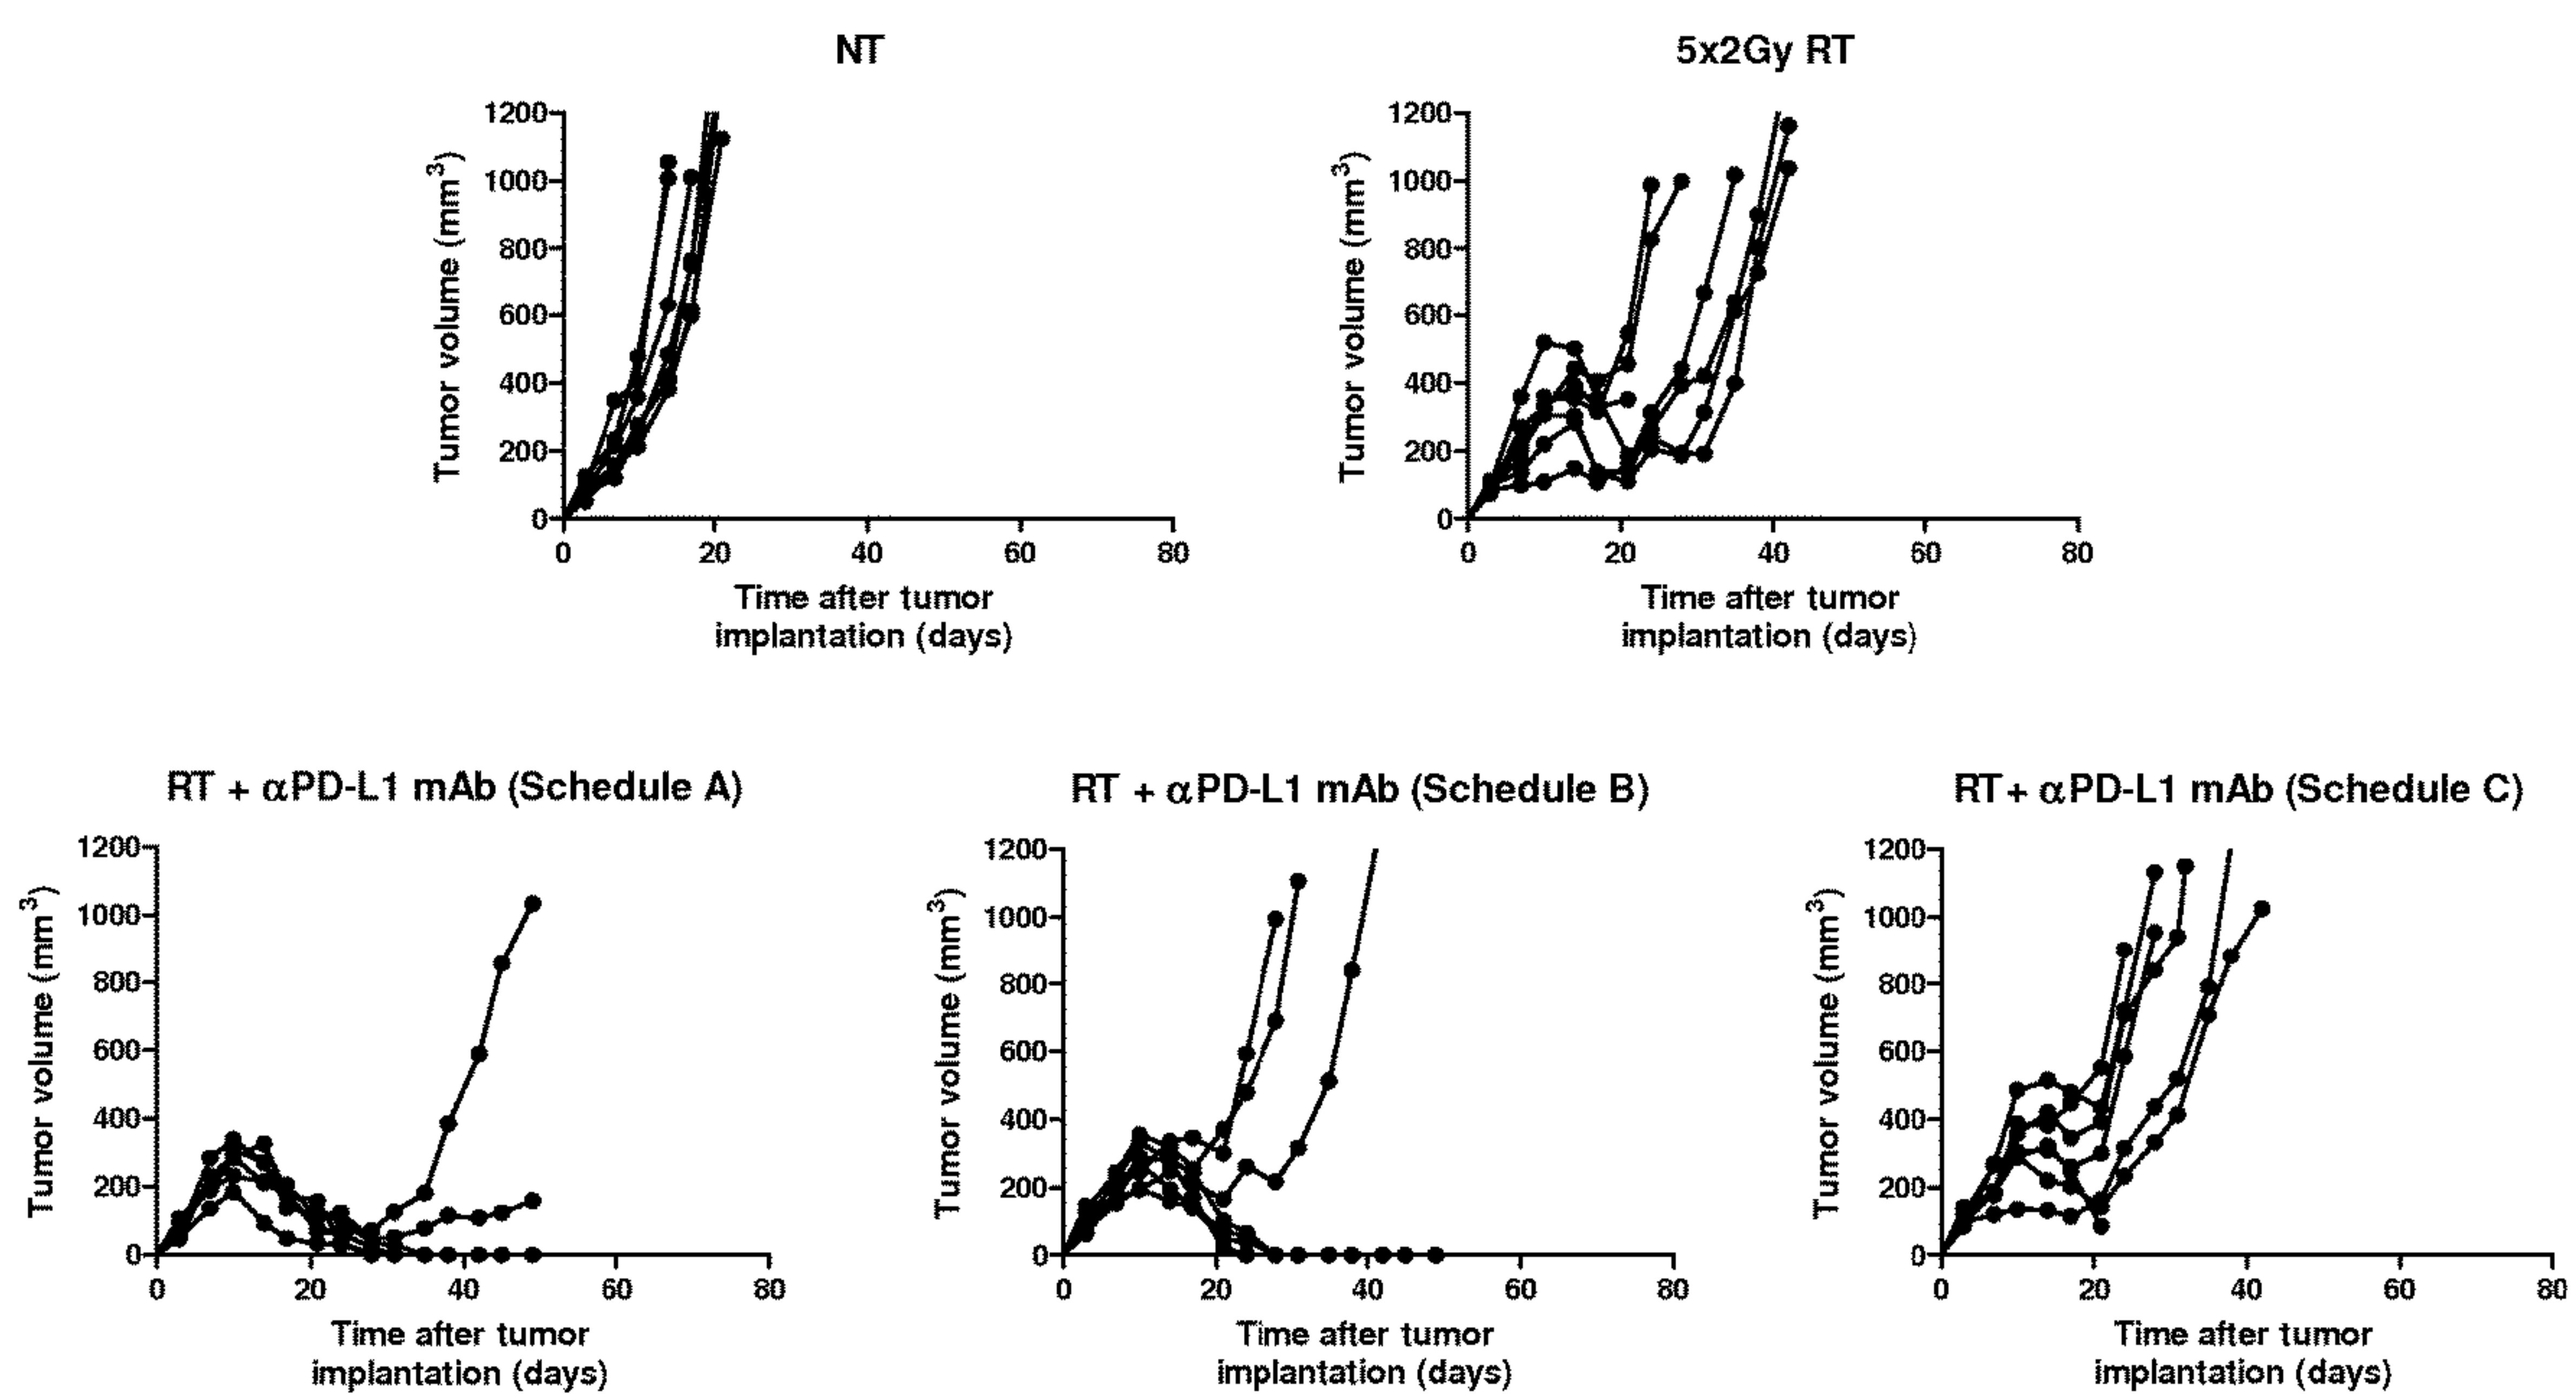 NT
5x2Gy RT
1200
1000
800
600
400
200
0
Tumor volume (mm³)
0 20 40 60 80
Time after tumor
implantation (days)
1200
1000
800
600
400
200
0
Tumor volume (mm³)
0 20 40 60 80
Time after tumor
implantation (days)
RT + αPD-L1 mAb (Schedule A)
RT + αPD-L1 mAb (Schedule B)
RT+ αPD-L1 mAb (Schedule C)
1200
1000
800
600
400
200
0
Tumor volume (mm³)
0 20 40 60 80
Time after tumor
implantation (days)
1200
1000
800
600
400
200
0
Tumor volume (mm³)
0 20 40 60 80
Time after tumor
implantation (days)
1200
1000
800
600
400
200
0
Tumor volume (mm³)
0 20 40 60 80
Time after tumor
implantation (days)